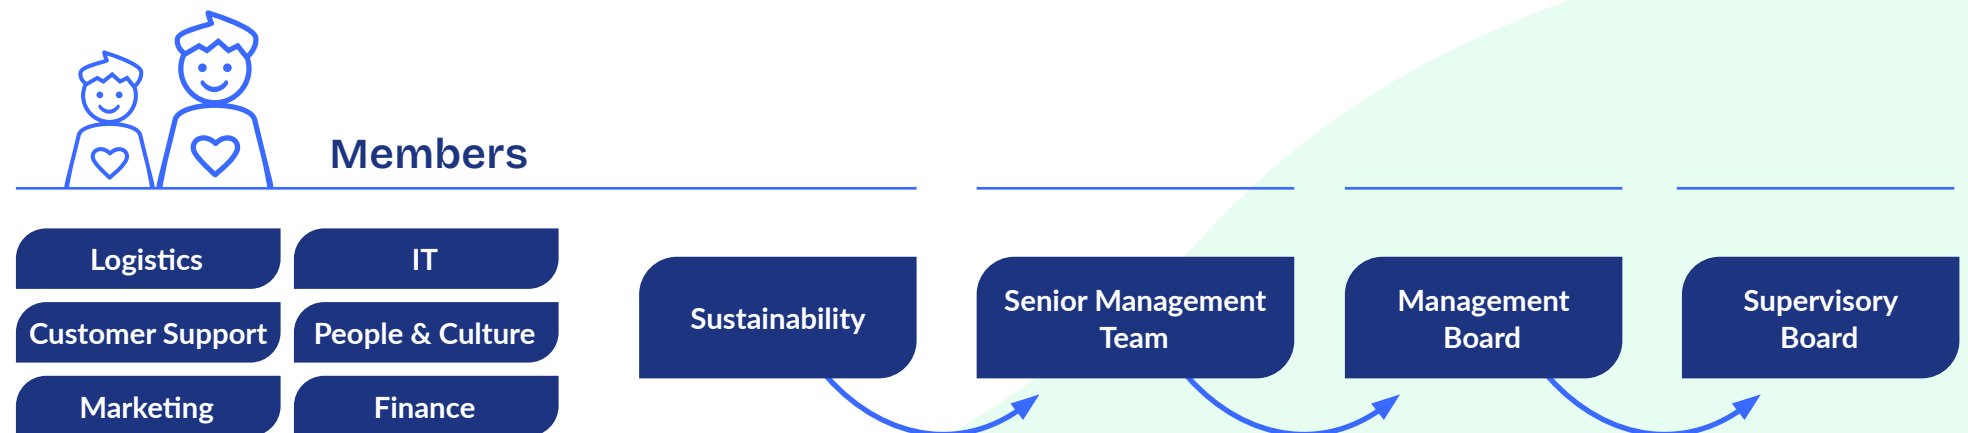 Members
Logistics
IT
Customer Support
People & Culture
Marketing
Finance
Sustainability
Senior Management
Team
Management
Board
Supervisory
Board